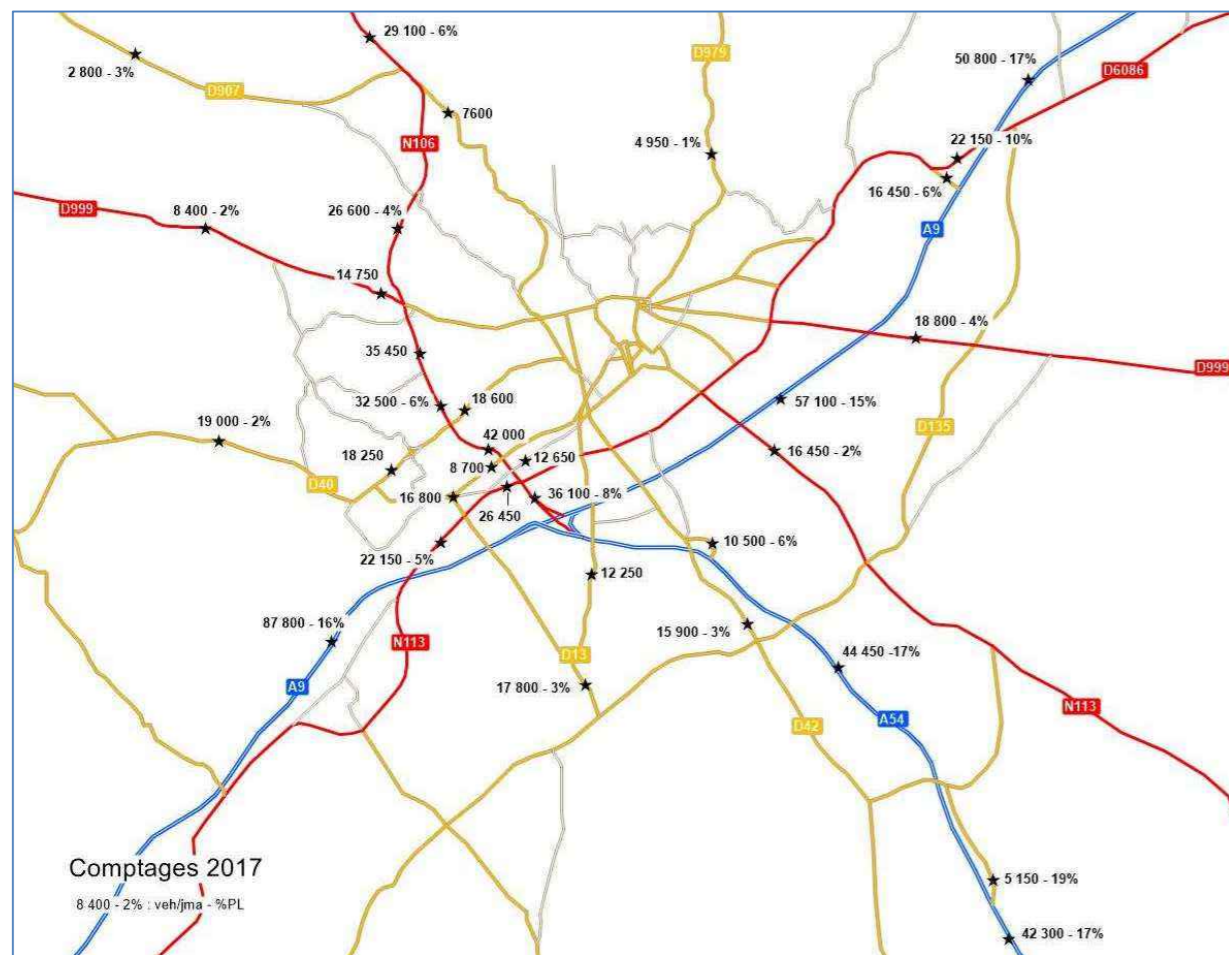 29 100 - 6%
50 800 - 17%
D979
2 800 - 3%
D6086
D907
7600
N106
4 950 - 1%
22 150 - 10%
16 450 - 6%
D999
8 400 - 2%
26 600 - 4%
A9
14 750
18 800 - 4%
35 450
D999
32 500 - 6%
18 600
57 100 - 15%
19 000 - 2%
D135
42 000
16 450 - 2%
18 250
8 700
12 650
D40
16 800
36 100 - 8%
26 450
10 500 - 6%
22 150 - 5%
12 250
87 800 - 16%
15 900 - 3%
N113
D13
44 450 -17%
A9
17 800 - 3%
N113
A54
D42
Comptages 2017
5 150 - 19%
8 400 - 2% : veh/jma - %PL
42 300 - 17%